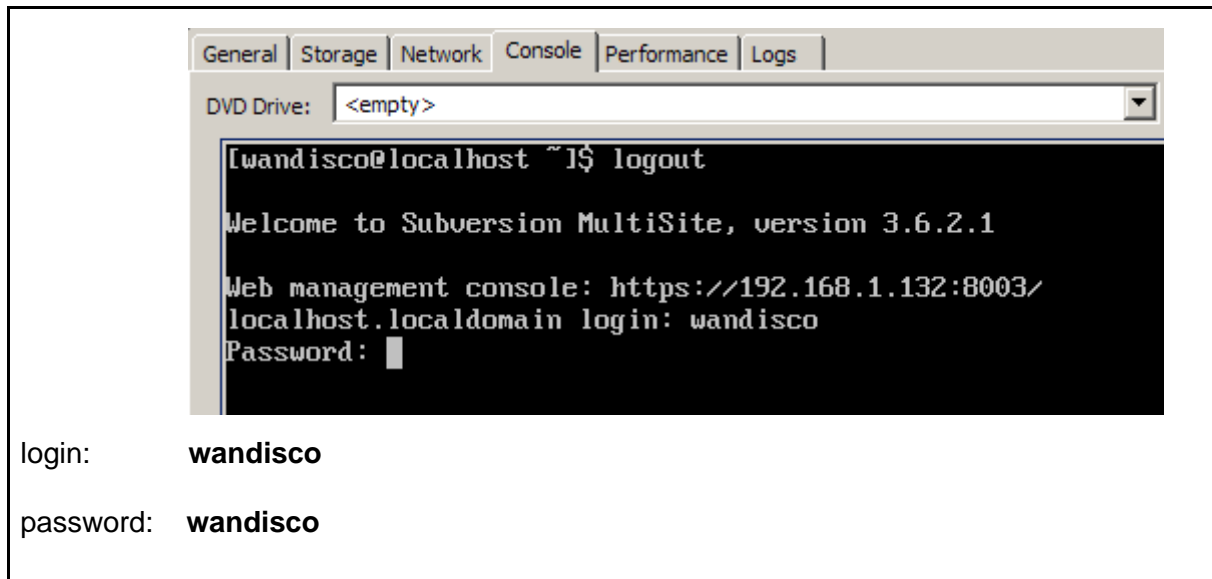 General Storage Network Console Performance Logs
DVD Drive: <empty>
[wandisco@localhost ~]$ logout
Welcome to Subversion MultiSite, version 3.6.2.1
Web management console: https://192.168.1.132:8003/
localhost.localdomain login: wandisco
Password:
login: wandisco
password: wandisco